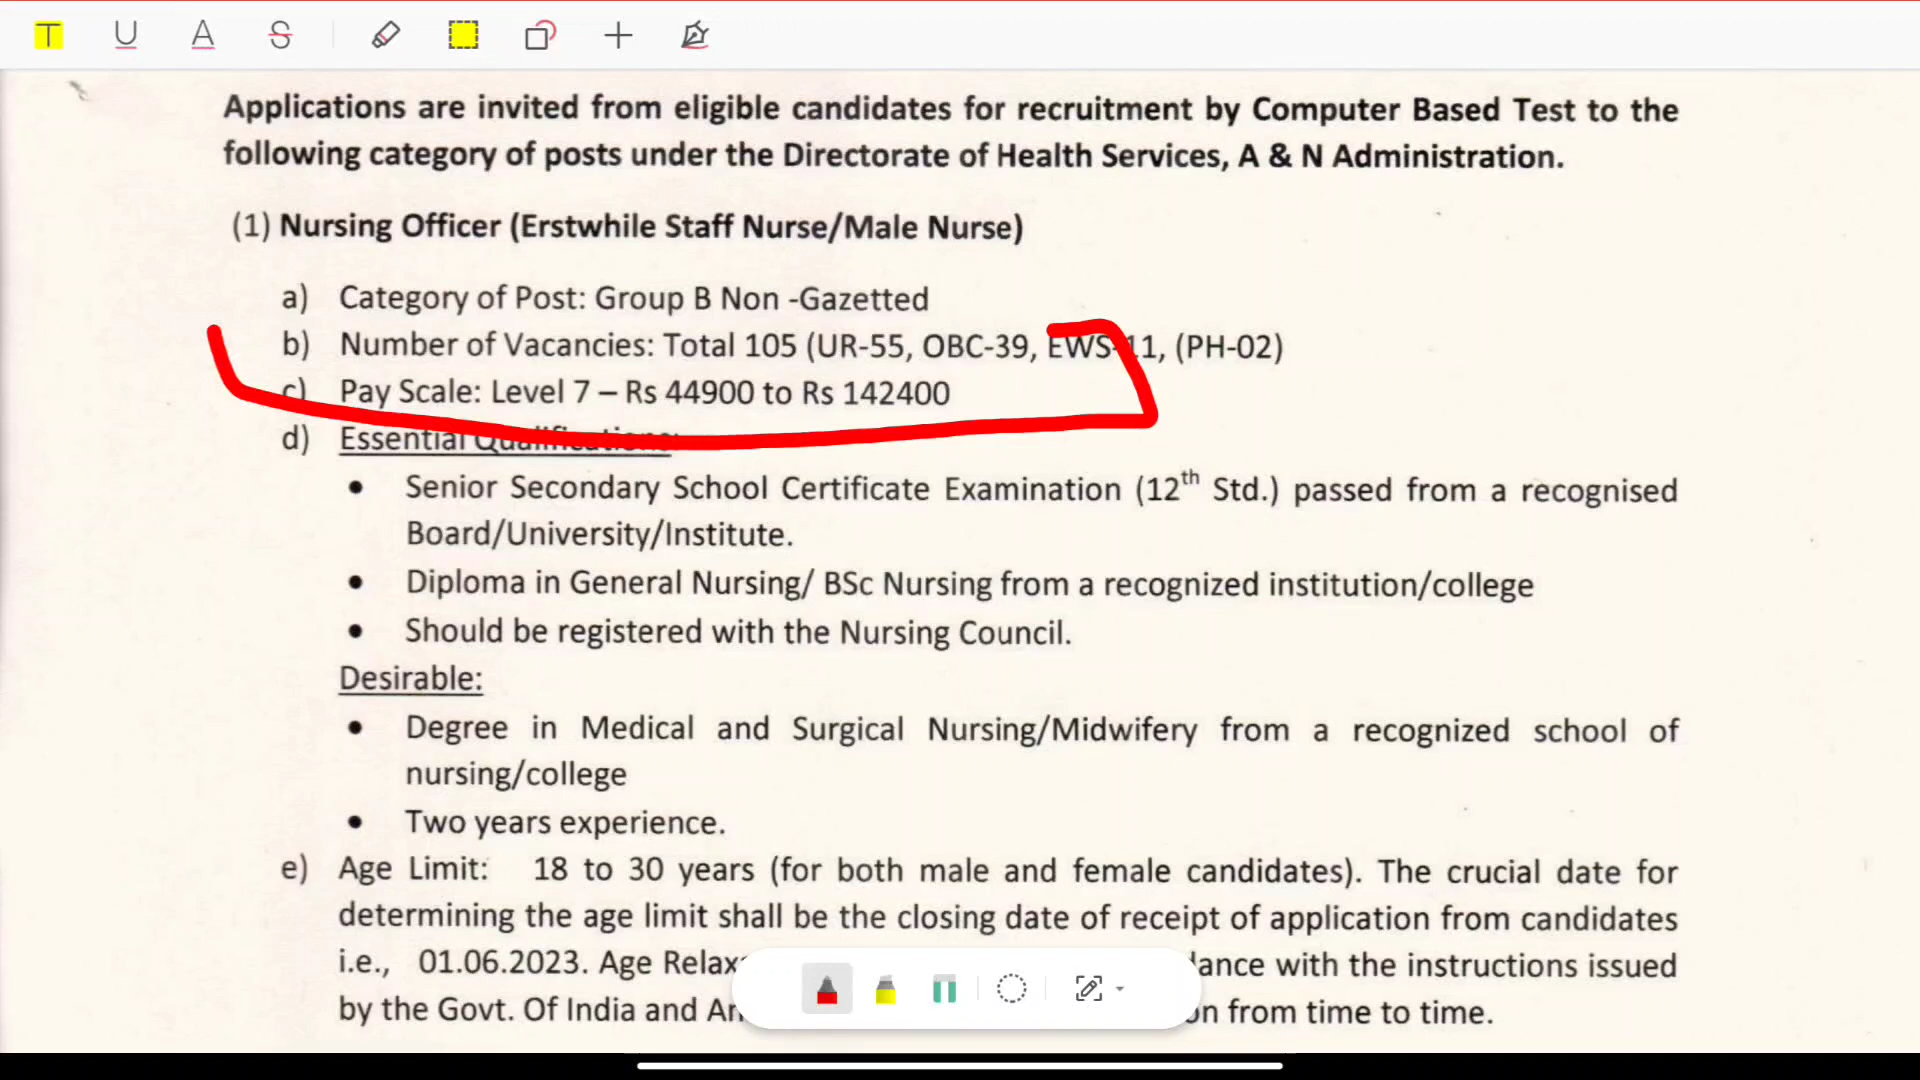 T U A S
Applications are invited from eligible candidates for recruitment by Computer Based Test to the
following category of posts under the Directorate of Health Services, A & N Administration.
(1) Nursing Officer (Erstwhile Staff Nurse/Male Nurse)
a) Category of Post: Group B Non -Gazetted
b) Number of Vacancies: Total 105 (UR-55, OBC-39, EWS-11, (PH-02)
c) Pay Scale: Level 7 – Rs 44900 to Rs 142400
d) Essential Qualifications:
• Senior Secondary School Certificate Examination (12th Std.) passed from a recognised
Board/University/Institute.
• Diploma in General Nursing/ BSc Nursing from a recognized institution/college
• Should be registered with the Nursing Council.
Desirable:
• Degree in Medical and Surgical Nursing/Midwifery from a recognized school of
nursing/college
• Two years experience.
e) Age Limit: 18 to 30 years (for both male and female candidates). The crucial date for
determining the age limit shall be the closing date of receipt of application from candidates
i.e., 01.06.2023. Age with the instructions issued
by the Govt. Of India and from time to time.